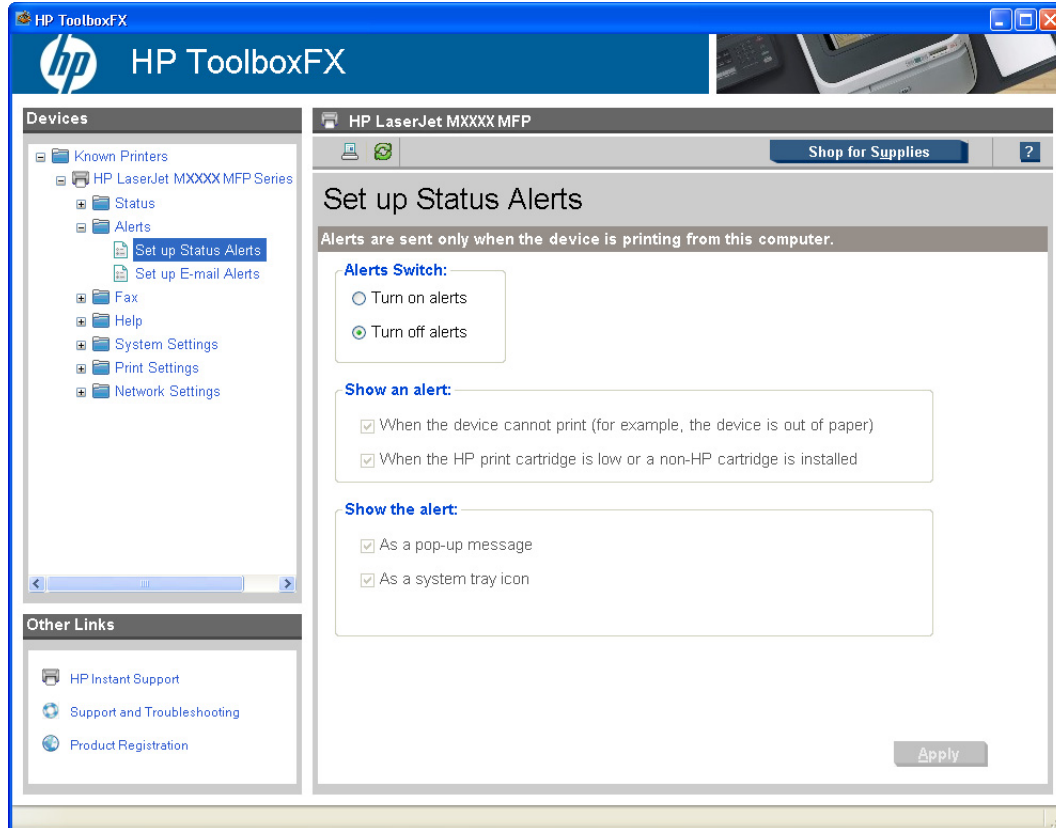 HP ToolboxFX
hp
HP ToolboxFX
Devices
Known Printers
HP LaserJet MXXXX MFP Series
Status
Alerts
Set up Status Alerts
Set up E-mail Alerts
Fax
Help
System Settings
Print Settings
Network Settings
Other Links
HP Instant Support
Support and Troubleshooting
Product Registration
HP LaserJet MXXXX MFP
Shop for Supplies
?
Set up Status Alerts
Alerts are sent only when the device is printing from this computer.
Alerts Switch:
Turn on alerts
Turn off alerts
Show an alert:
When the device cannot print (for example, the device is out of paper)
When the HP print cartridge is low or a non-HP cartridge is installed
Show the alert:
As a pop-up message
As a system tray icon
Apply